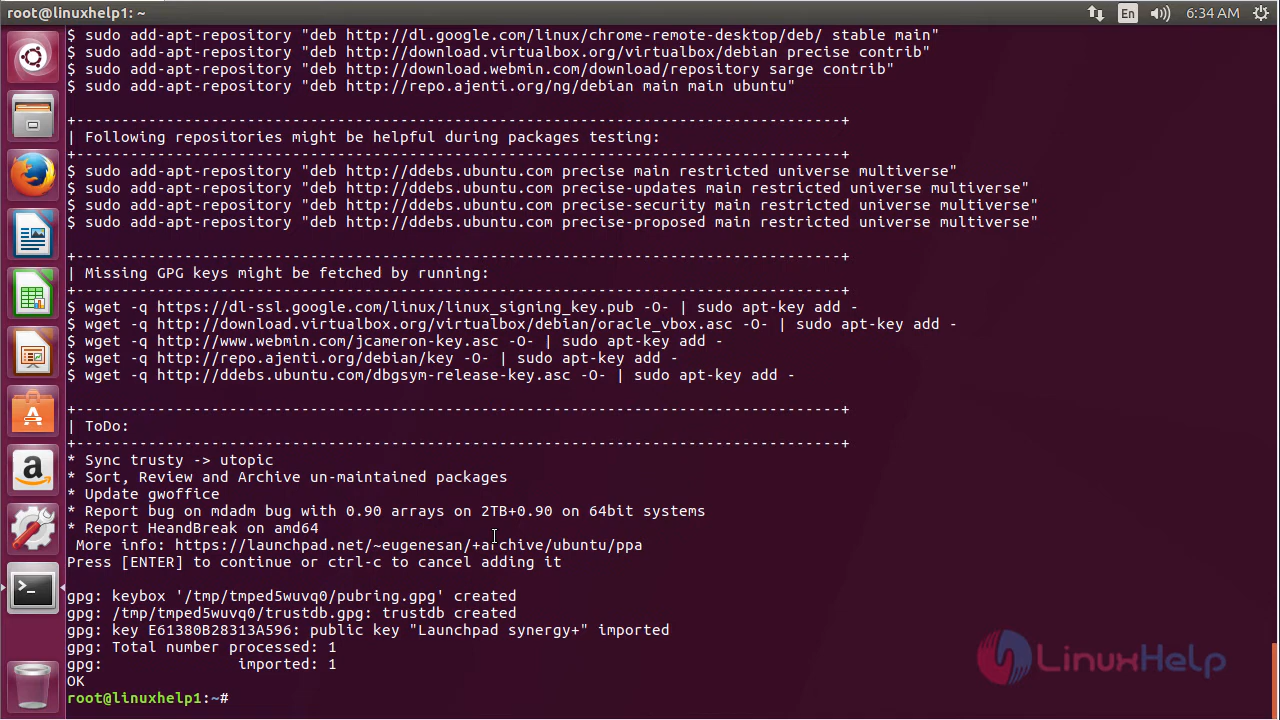 root@linuxhelp1: ~
En
6:34 AM
$ sudo add-apt-repository "deb http://dl.google.com/linux/chrome-remote-desktop/deb/ stable main"
$ sudo add-apt-repository "deb http://download.virtualbox.org/virtualbox/debian precise contrib"
$ sudo add-apt-repository "deb http://download.webmin.com/download/repository sarge contrib"
$ sudo add-apt-repository "deb http://repo.ajenti.org/ng/debian main main ubuntu"
+-------------------------------------------------------------------------------------+
| Following repositories might be helpful during packages testing:
+-------------------------------------------------------------------------------------+
$ sudo add-apt-repository "deb http://ddebs.ubuntu.com precise main restricted universe multiverse"
$ sudo add-apt-repository "deb http://ddebs.ubuntu.com precise-updates main restricted universe multiverse"
$ sudo add-apt-repository "deb http://ddebs.ubuntu.com precise-security main restricted universe multiverse"
$ sudo add-apt-repository "deb http://ddebs.ubuntu.com precise-proposed main restricted universe multiverse"
+-------------------------------------------------------------------------------------+
| Missing GPG keys might be fetched by running:
+-------------------------------------------------------------------------------------+
$ wget -q https://dl-ssl.google.com/linux/linux_signing_key.pub -O- | sudo apt-key add -
$ wget -q http://download.virtualbox.org/virtualbox/debian/oracle_vbox.asc -O- | sudo apt-key add -
$ wget -q http://www.webmin.com/jcameron-key.asc -O- | sudo apt-key add -
$ wget -q http://repo.ajenti.org/debian/key -O- | sudo apt-key add -
$ wget -q http://ddebs.ubuntu.com/dbgsym-release-key.asc -O- | sudo apt-key add -
+-------------------------------------------------------------------------------------+
| ToDo:
+-------------------------------------------------------------------------------------+
* Sync trusty -> utopic
* Sort, Review and Archive un-maintained packages
* Update gwoffice
* Report bug on mdadm bug with 0.90 arrays on 2TB+0.90 on 64bit systems
* Report HeandBreak on amd64
More info: https://launchpad.net/~eugenesan/+archive/ubuntu/ppa
Press [ENTER] to continue or ctrl-c to cancel adding it
gpg: keybox '/tmp/tmped5wuvq0/pubring.gpg' created
gpg: /tmp/tmped5wuvq0/trustdb.gpg: trustdb created
gpg: key E61380B28313A596: public key "Launchpad synergy+" imported
gpg: Total number processed: 1
gpg:               imported: 1
OK
root@linuxhelp1:~#
LinuxHelp